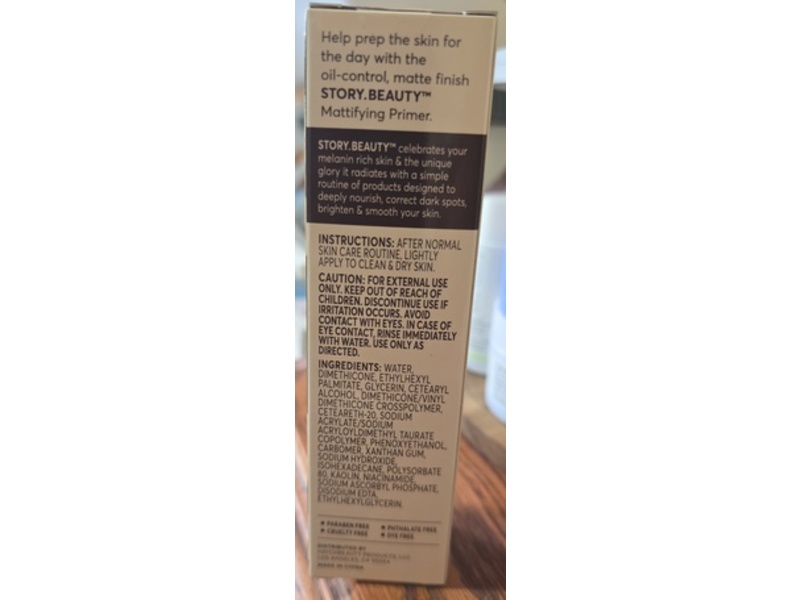 Help prep the skin for
the day with the
oil-control, matte finish
STORY.BEAUTY™
Mattifying Primer.
STORY.BEAUTY™ celebrates your
melanin rich skin & the unique
glory it radiates with a simple
routine of products designed to
deeply nourish, correct dark spots,
brighten & smooth your skin.
INSTRUCTIONS: AFTER NORMAL
SKIN CARE ROUTINE, LIGHTLY
APPLY TO CLEAN & DRY SKIN.
CAUTION: FOR EXTERNAL USE
ONLY. KEEP OUT OF REACH OF
CHILDREN. DISCONTINUE USE IF
IRRITATION OCCURS. AVOID
CONTACT WITH EYES. IN CASE OF
EYE CONTACT, RINSE IMMEDIATELY
WITH WATER. USE ONLY AS
DIRECTED.
INGREDIENTS: WATER,
DIMETHICONE, ETHYLHEXYL
PALMITATE, GLYCERIN, CETEARYL
ALCOHOL, DIMETHICONE/VINYL
DIMETHICONE CROSSPOLYMER,
CETEARETH-20, SODIUM
ACRYLATE/SODIUM
ACRYLOYLDIMETHYL TAURATE
COPOLYMER, PHENOXYETHANOL,
CARBOMER, XANTHAN GUM,
SODIUM HYDROXIDE,
ISOHEXADECANE, POLYSORBATE
80, KAOLIN, NIACINAMIDE,
SODIUM ASCORBYL PHOSPHATE,
DISODIUM EDTA,
ETHYLHEXYLGLYCERIN.
PARABEN FREE PHTHALATE FREE
CRUELTY FREE DYE FREE
DISTRIBUTED BY
PRODUCTS, LLC
LOS ANGELES, CA
MADE IN CHINA